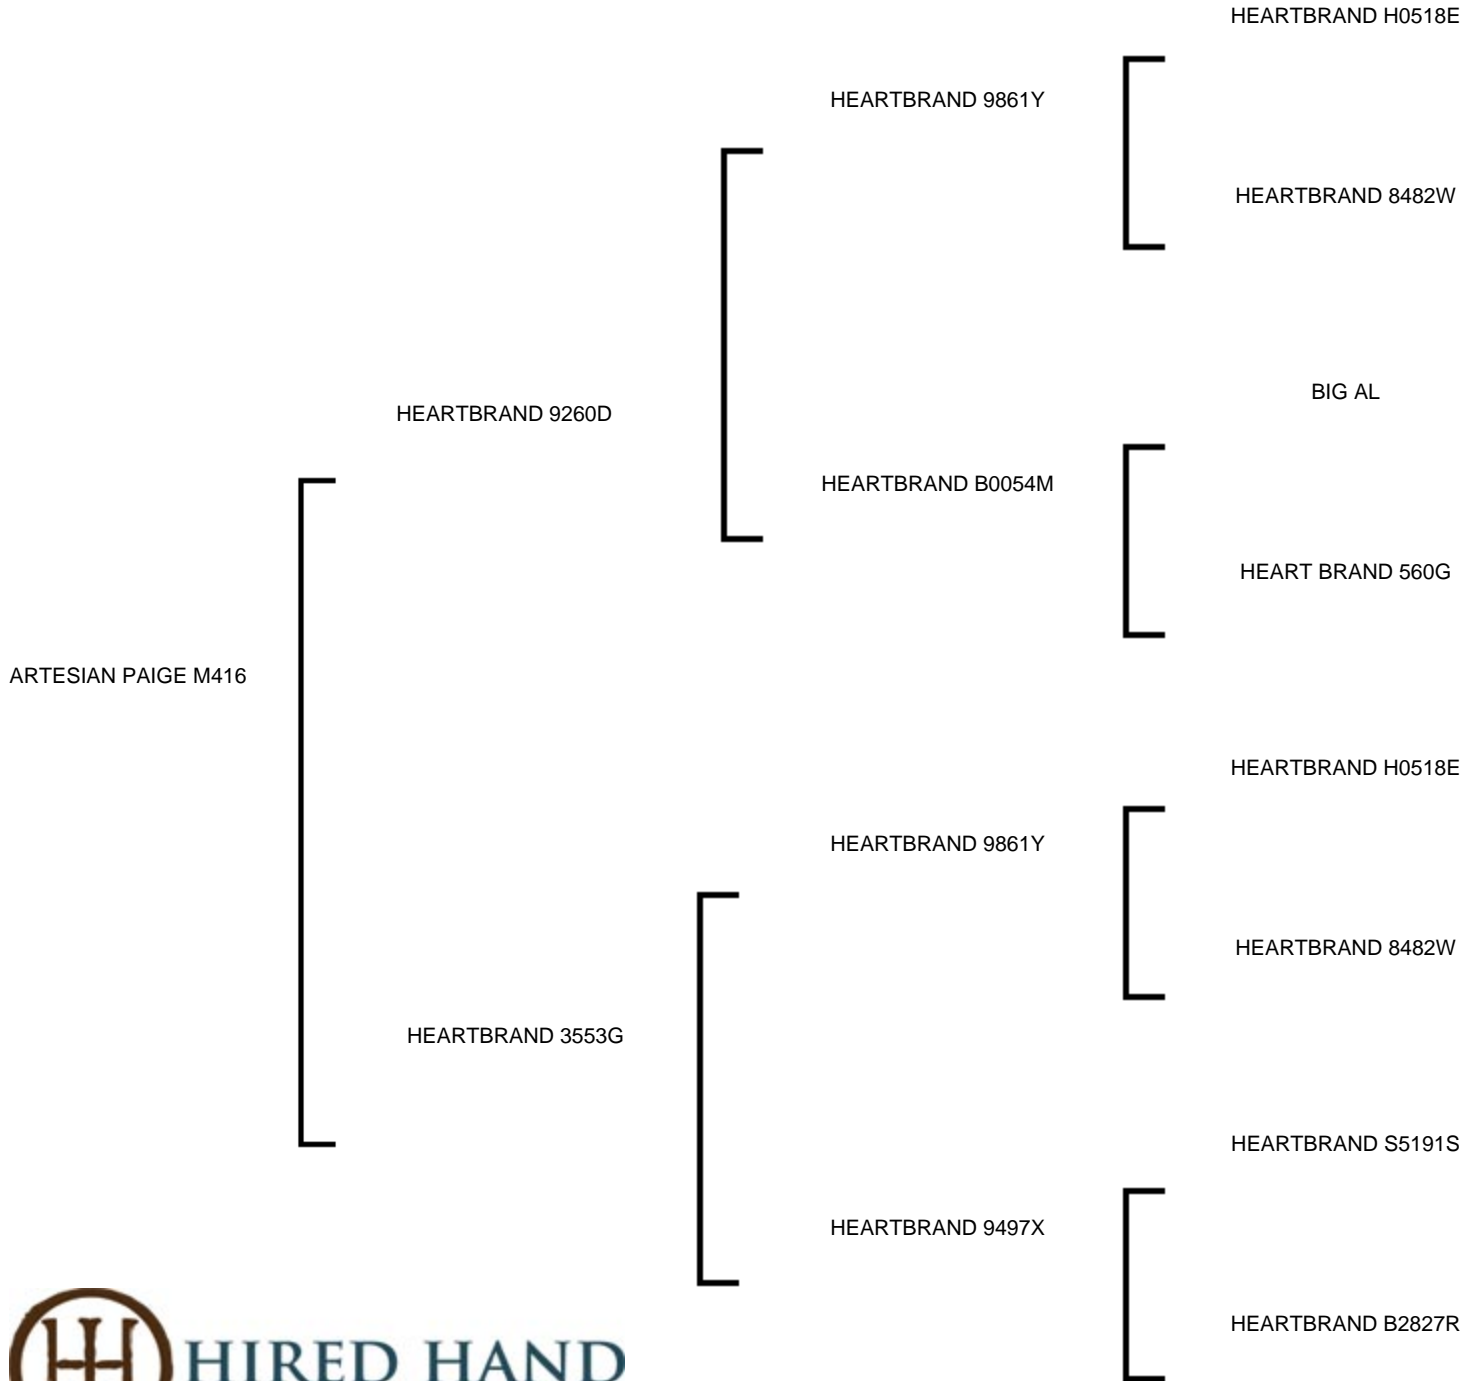 HEARTBRAND H0518E
HEARTBRAND 9861Y
HEARTBRAND 8482W
BIG AL
HEARTBRAND 9260D
HEARTBRAND B0054M
HEART BRAND 560G
ARTESIAN PAIGE M416
HEARTBRAND H0518E
HEARTBRAND 9861Y
HEARTBRAND 8482W
HEARTBRAND 3553G
HEARTBRAND S5191S
HEARTBRAND 9497X
HEARTBRAND B2827R
HH HIRED HAND